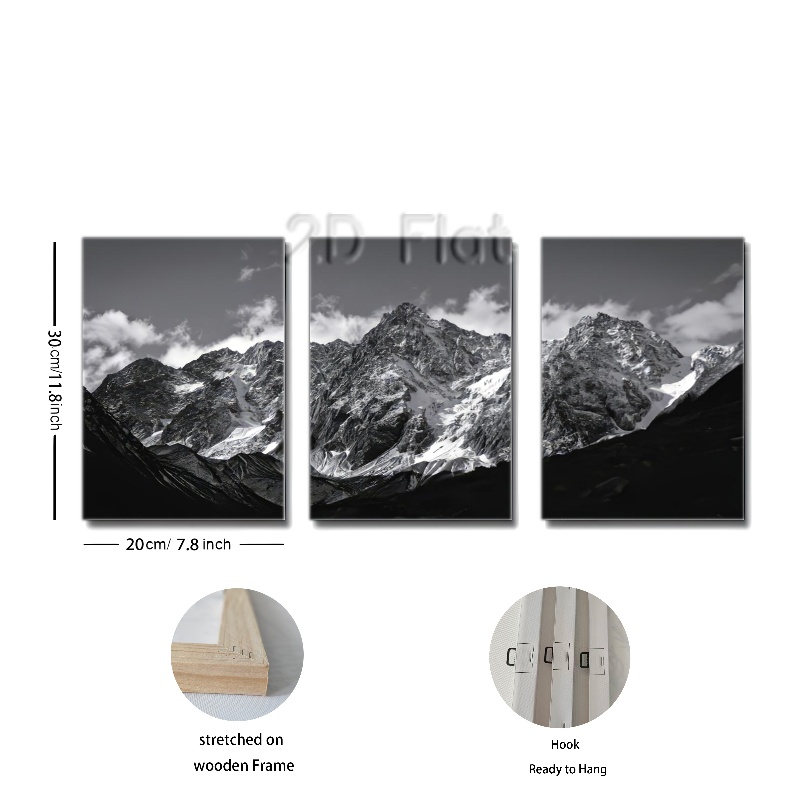 2D Flat
30cm/11.8inch
20cm/ 7.8 inch
stretched on
wooden Frame
Hook
Ready to Hang